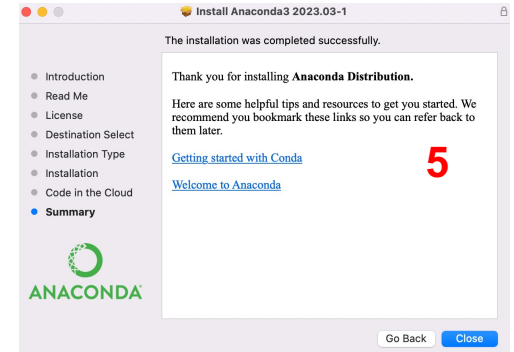 Install Anaconda3 2023.03-1
The installation was completed successfully.
Introduction
Read Me
License
Destination Select
Installation Type
Installation
Code in the Cloud
Summary
ANACONDA
Thank you for installing Anaconda Distribution.
Here are some helpful tips and resources to get you started. We
recommend you bookmark these links so you can refer back to
them later.
Getting started with Conda
5
Welcome to Anaconda
Go Back
Close